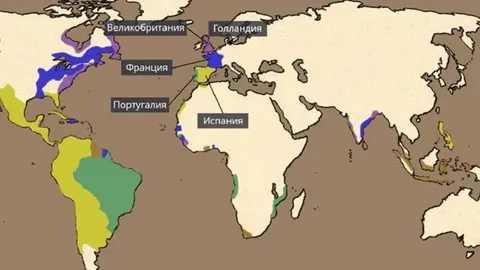 Великобритания
Голландия
Франция
Португалия
Испания